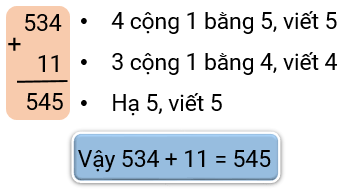 534
+
11
545
• 4 cộng 1 bằng 5, viết 5
• 3 cộng 1 bằng 4, viết 4
• Hạ 5, viết 5
Vậy 534 + 11 = 545